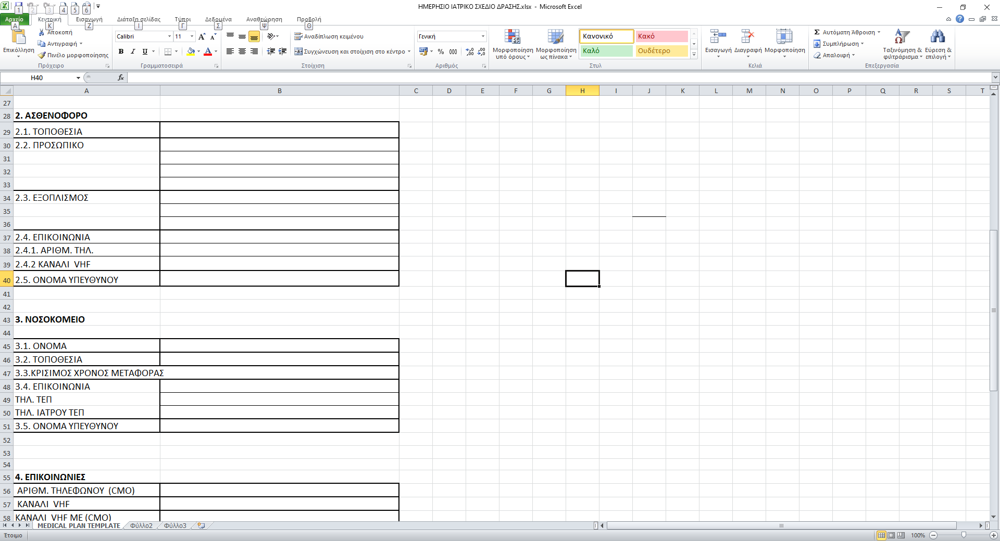 ΗΜΕΡΗΣΙΟ ΙΑΤΡΙΚΟ ΣΧΕΔΙΟ ΔΡΑΣΗΣ.xlsx - Microsoft Excel
1 2 3 4 5 6
Αρχείο Κεντρική Εισαγωγή Διάταξη σελίδας Τύποι Δεδομένα Αναθεώρηση Προβολή
Α Κ Ζ Ι Γ Σ Ψ Θ
Επικόλληση
Αποκοπή
Αντιγραφή
Πινέλο μορφοποίησης
Πρόχειρο
Calibri 11
B I U
Γραμματοσειρά
Αναδίπλωση κειμένου
Συγχώνευση και στοίχιση στο κέντρο
Στοίχιση
Γενική
% 000
Αριθμός
Μορφοποίηση υπό όρους
Μορφοποίηση ως πίνακα
Κανονικό Κακό
Καλό Ουδέτερο
Στυλ
Εισαγωγή Διαγραφή Μορφοποίηση
Κελιά
Σ Αυτόματη Άθροιση
Συμπλήρωση
Απαλοιφή
Ταξινόμηση & φιλτράρισμα
Εύρεση & επιλογή
Επεξεργασία
H40 fx
A B C D E F G H I J K L M N O P Q R S T
27
28 2. ΑΣΘΕΝΟΦΟΡΟ
29 2.1. ΤΟΠΟΘΕΣΙΑ
30 2.2. ΠΡΟΣΩΠΙΚΟ
31
32
33
34 2.3. ΕΞΟΠΛΙΣΜΟΣ
35
36
37 2.4. ΕΠΙΚΟΙΝΩΝΙΑ
38 2.4.1. ΑΡΙΘΜ. ΤΗΛ.
39 2.4.2 ΚΑΝΑΛΙ VHF
40 2.5. ΟΝΟΜΑ ΥΠΕΥΘΥΝΟΥ
41
42
43 3. ΝΟΣΟΚΟΜΕΙΟ
44
45 3.1. ΟΝΟΜΑ
46 3.2. ΤΟΠΟΘΕΣΙΑ
47 3.3.ΚΡΙΣΙΜΟΣ ΧΡΟΝΟΣ ΜΕΤΑΦΟΡΑΣ
48 3.4. ΕΠΙΚΟΙΝΩΝΙΑ
49 ΤΗΛ. ΤΕΠ
50 ΤΗΛ. ΙΑΤΡΟΥ ΤΕΠ
51 3.5. ΟΝΟΜΑ ΥΠΕΥΘΥΝΟΥ
52
53
54
55 4. ΕΠΙΚΟΙΝΩΝΙΕΣ
56 ΑΡΙΘΜ. ΤΗΛΕΦΩΝΟΥ (CMO)
57 ΚΑΝΑΛΙ VHF
58 ΚΑΝΑΛΙ VHF ΜΕ (CMO)
MEDICAL PLAN TEMPLATE Φύλλο2 Φύλλο3
Έτοιμο 100%